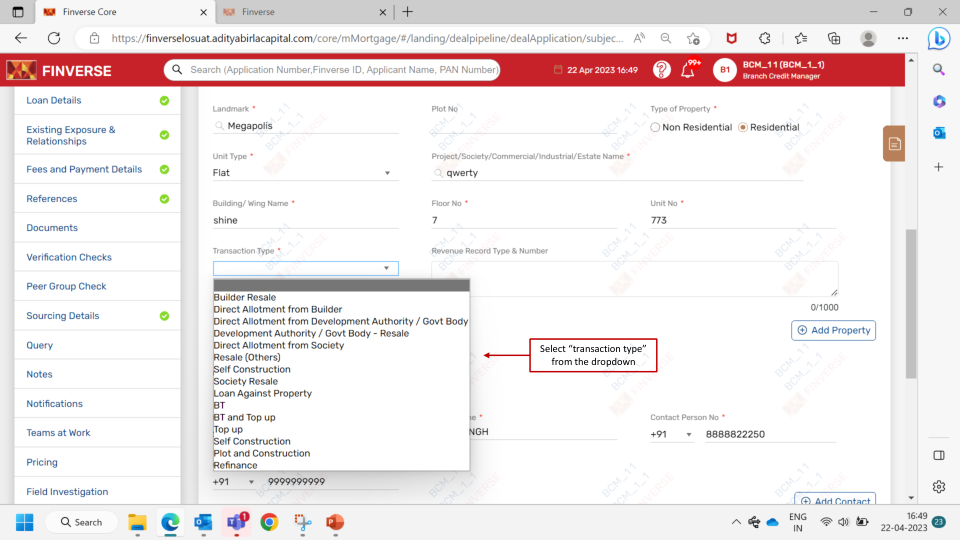 Finverse Core
Finverse
https://finverselosuat.adityabirlacapital.com/core/mMortgage/#/landing/dealpipeline/dealApplication/subjec...
FINVERSE
Search (Application Number,Finverse ID, Applicant Name, PAN Number)
22 Apr 2023 16:49
99+
B1
BCM_1 1 (BCM_1_1)
Branch Credit Manager
Loan Details
Existing Exposure &
Relationships
Fees and Payment Details
References
Documents
Verification Checks
Peer Group Check
Sourcing Details
Query
Notes
Notifications
Teams at Work
Pricing
Field Investigation
Landmark *
Megapolis
Plot No
Type of Property *
Non Residential
Residential
Unit Type *
Flat
Project/Society/Commercial/Industrial/Estate Name *
qwerty
Building/ Wing Name *
shine
Floor No *
7
Unit No *
773
Transaction Type *
Revenue Record Type & Number
0/1000
Add Property
Builder Resale
Direct Allotment from Builder
Direct Allotment from Development Authority / Govt Body
Development Authority / Govt Body - Resale
Direct Allotment from Society
Resale (Others)
Self Construction
Society Resale
Loan Against Property
BT
BT and Top up
Top up
Self Construction
Plot and Construction
Refinance
Select “transaction type”
from the dropdown
NGH
Contact Person No *
+91
8888822250
+91
9999999999
Add Contact
Search
1
ENG
IN
16:49
22-04-2023
23